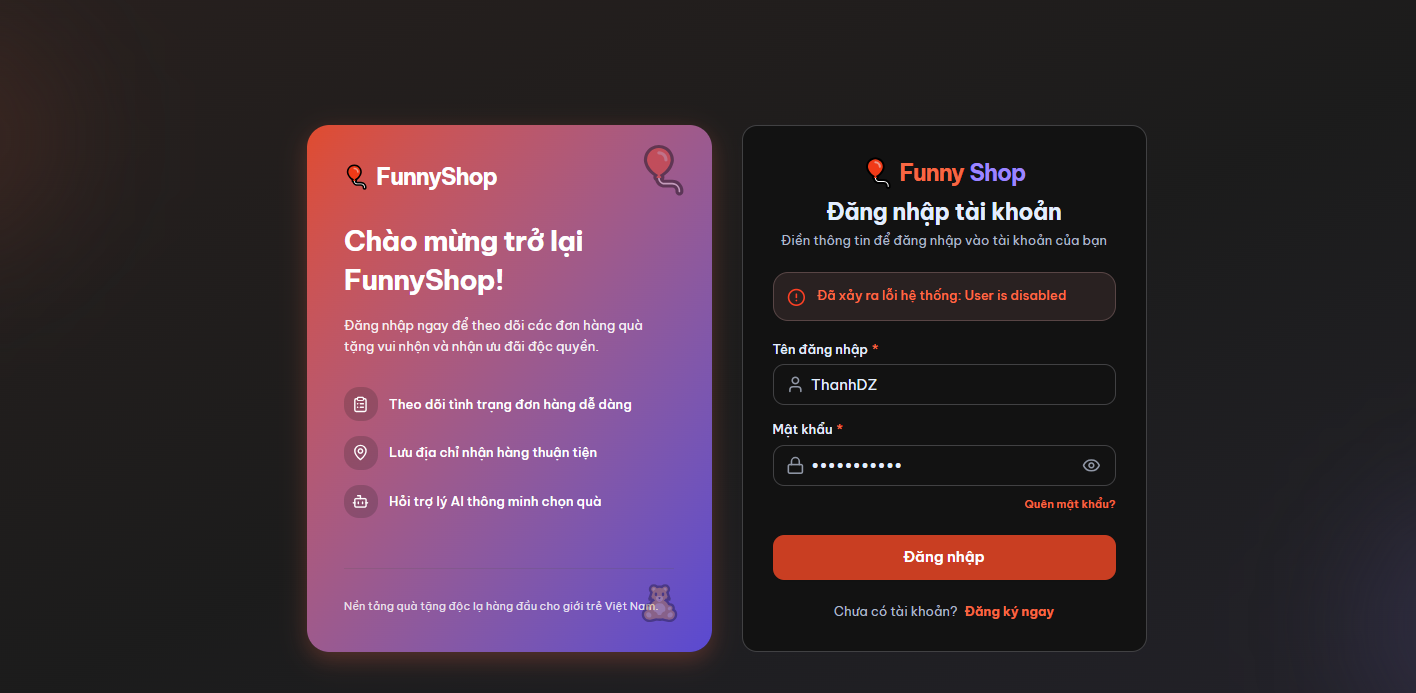 FunnyShop
Chào mừng trở lại
FunnyShop!
Đăng nhập ngay để theo dõi các đơn hàng quà
tặng vui nhộn và nhận ưu đãi độc quyền.
Theo dõi tình trạng đơn hàng dễ dàng
Lưu địa chỉ nhận hàng thuận tiện
Hỏi trợ lý AI thông minh chọn quà
Nền tảng quà tặng độc lạ hàng đầu cho giới trẻ Việt Nam.
Funny Shop
Đăng nhập tài khoản
Điền thông tin để đăng nhập vào tài khoản của bạn
Đã xảy ra lỗi hệ thống: User is disabled
Tên đăng nhập *
ThanhDZ
Mật khẩu *
•••••••••••
Quên mật khẩu?
Đăng nhập
Chưa có tài khoản? Đăng ký ngay